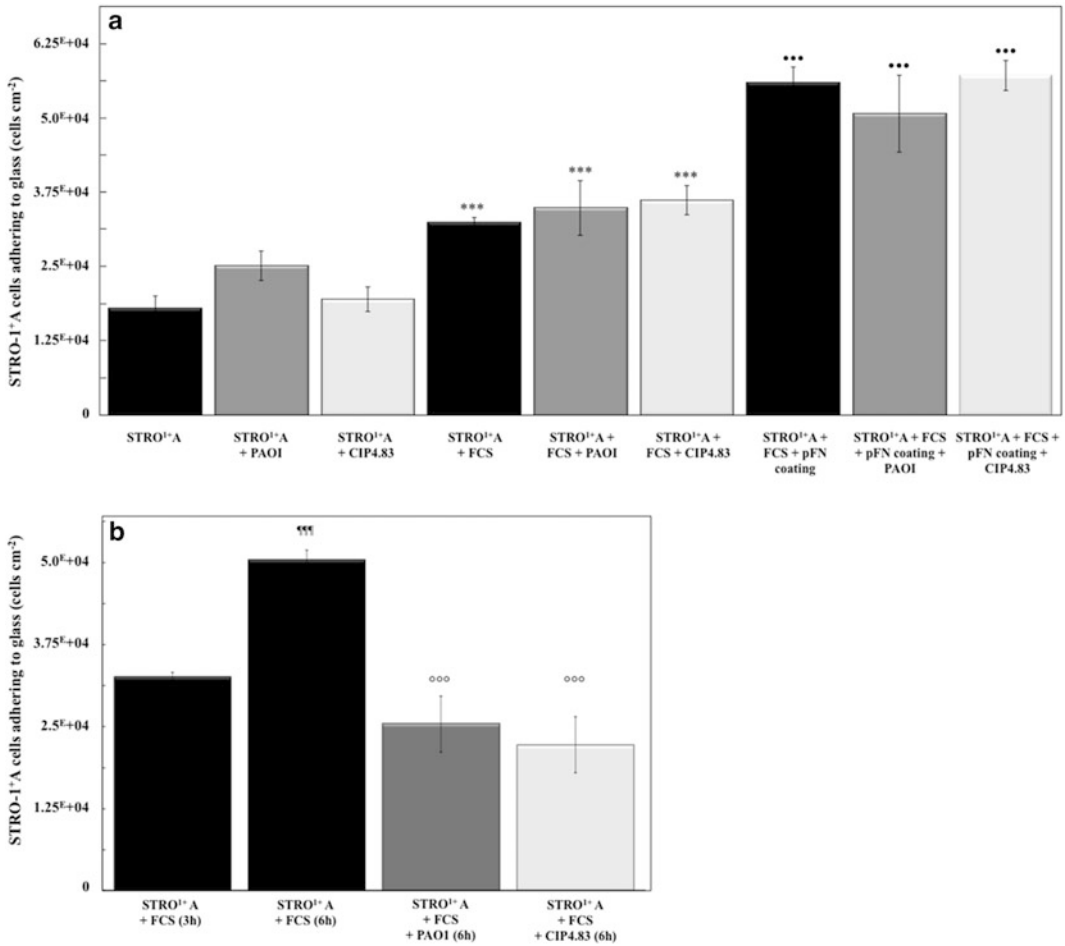 a
STRO-1⁺A cells adhering to glass (cells cm⁻²)
6.25ᴱ+04
5.0ᴱ+04
3.75ᴱ+04
2.5ᴱ+04
1.25ᴱ+04
0
***
***
***
•••
•••
•••
STRO¹⁺A
STRO¹⁺A
+ PAO1
STRO¹⁺A
+ CIP4.83
STRO¹⁺A
+ FCS
STRO¹⁺A +
FCS + PAO1
STRO¹⁺A +
FCS + CIP4.83
STRO¹⁺A +
FCS + pFN
coating
STRO¹⁺A + FCS
+ pFN coating +
PAO1
STRO¹⁺A + FCS +
pFN coating +
CIP4.83
b
STRO-1⁺A cells adhering to glass (cells cm⁻²)
5.0ᴱ+04
3.75ᴱ+04
2.5ᴱ+04
1.25ᴱ+04
0
¶¶¶
°°°
°°°
STRO¹⁺ A
+ FCS (3h)
STRO¹⁺ A
+ FCS (6h)
STRO¹⁺ A
+ FCS
+ PAO1 (6h)
STRO¹⁺ A
+ FCS
+ CIP4.83 (6h)